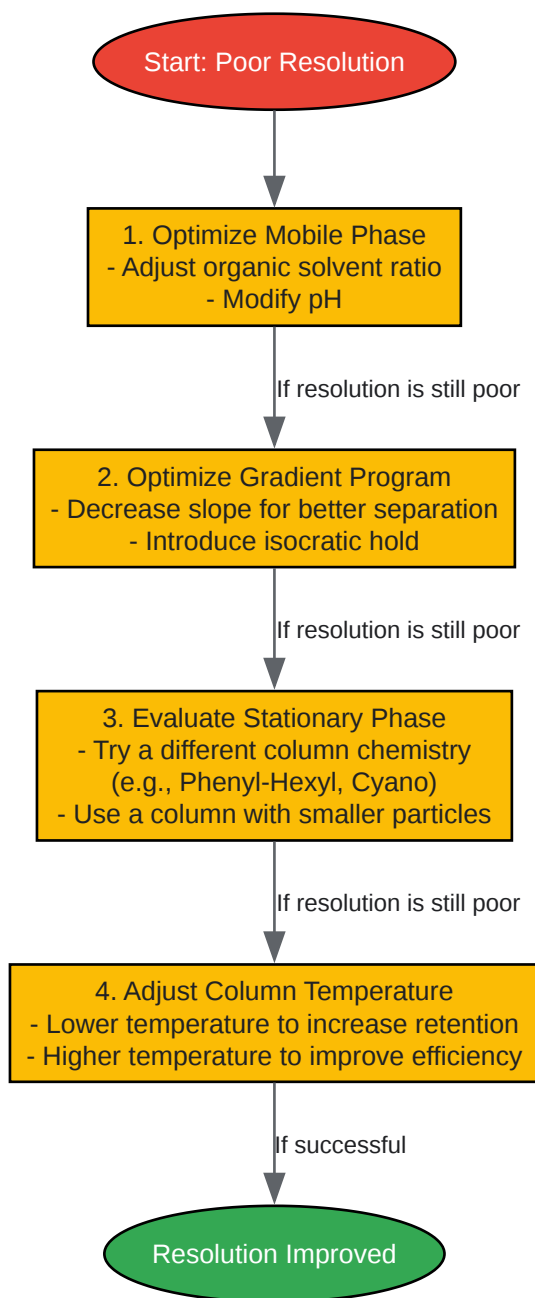 Start: Poor Resolution
1. Optimize Mobile Phase
- Adjust organic solvent ratio
- Modify pH
If resolution is still poor
2. Optimize Gradient Program
- Decrease slope for better separation
- Introduce isocratic hold
If resolution is still poor
3. Evaluate Stationary Phase
- Try a different column chemistry
(e.g., Phenyl-Hexyl, Cyano)
- Use a column with smaller particles
If resolution is still poor
4. Adjust Column Temperature
- Lower temperature to increase retention
- Higher temperature to improve efficiency
If successful
Resolution Improved